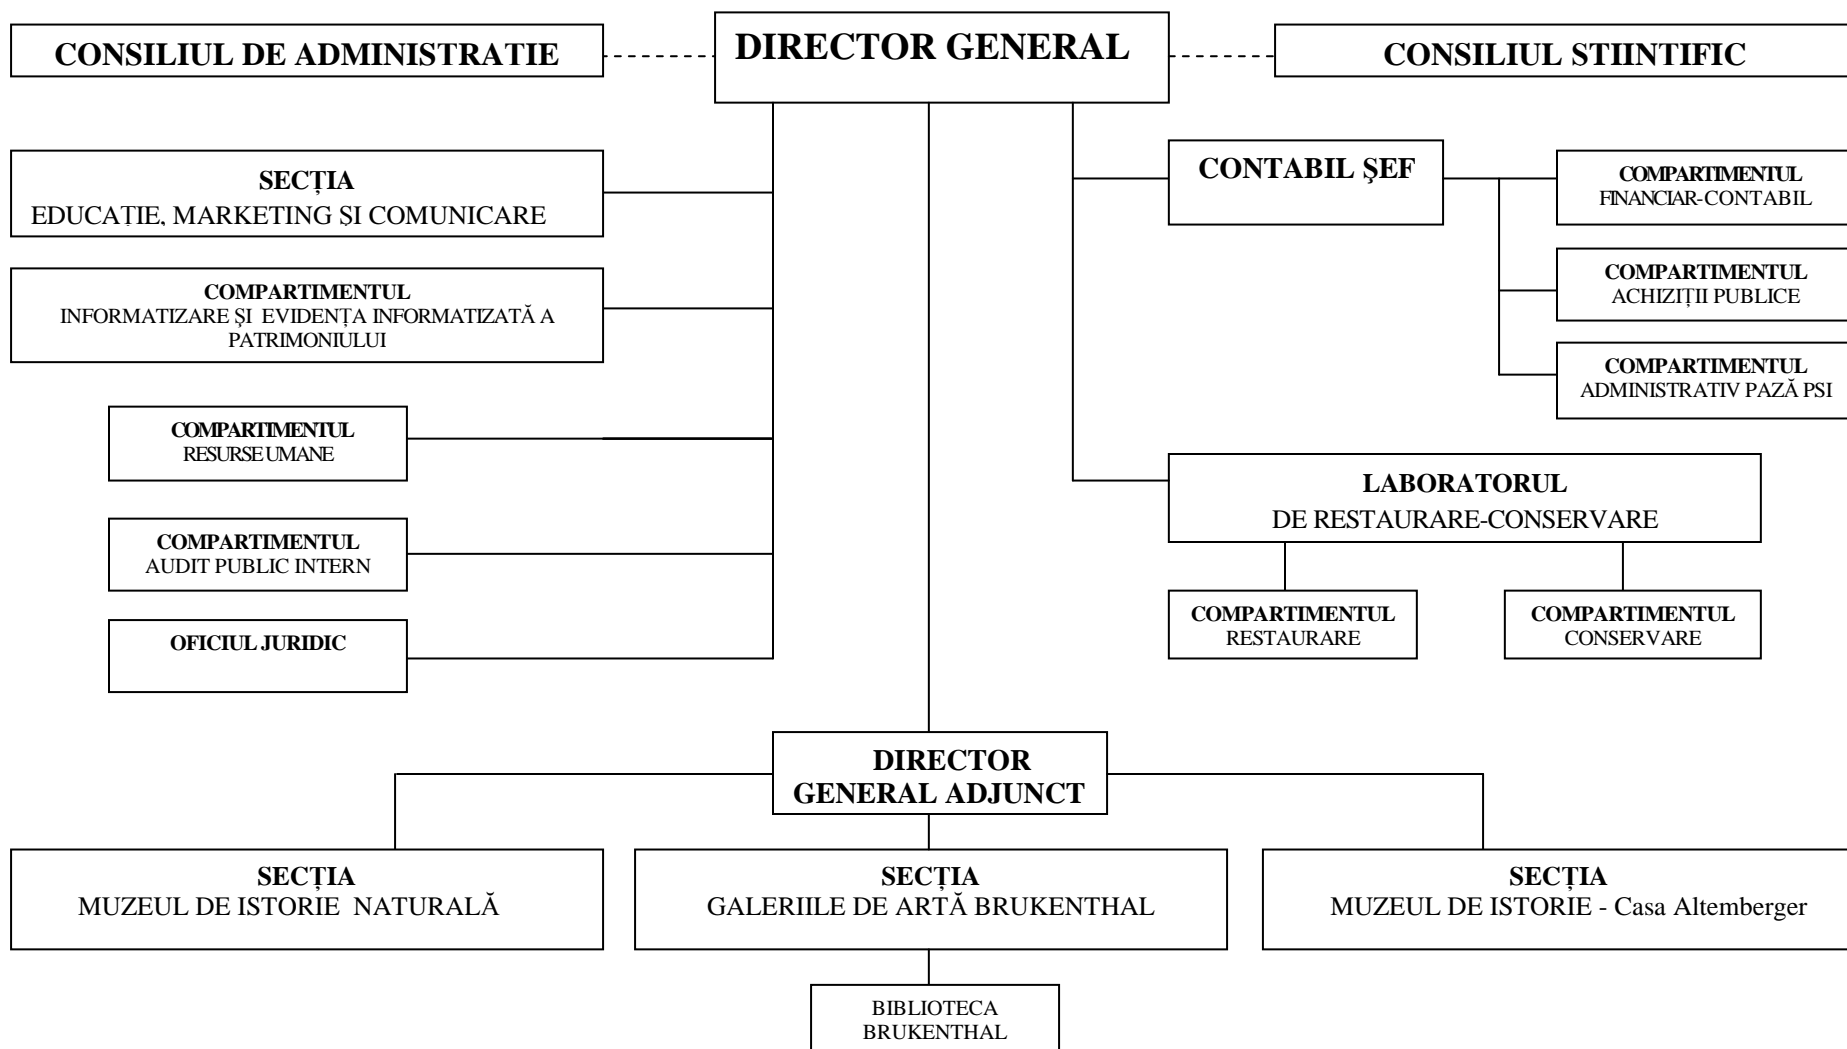 CONSILIUL DE ADMINISTRATIE
DIRECTOR GENERAL
CONSILIUL STIINTIFIC
SECȚIA
EDUCAȚIE, MARKETING ȘI COMUNICARE
CONTABIL ŞEF
COMPARTIMENTUL
FINANCIAR-CONTABIL
COMPARTIMENTUL
INFORMATIZARE ŞI EVIDENȚA INFORMATIZATĂ A
PATRIMONIULUI
COMPARTIMENTUL
ACHIZIȚII PUBLICE
COMPARTIMENTUL
ADMINISTRATIV PAZĂ PSI
COMPARTIMENTUL
RESURSE UMANE
LABORATORUL
DE RESTAURARE-CONSERVARE
COMPARTIMENTUL
AUDIT PUBLIC INTERN
COMPARTIMENTUL
RESTAURARE
COMPARTIMENTUL
CONSERVARE
OFICIUL JURIDIC
DIRECTOR
GENERAL ADJUNCT
SECȚIA
MUZEUL DE ISTORIE NATURALĂ
SECȚIA
GALERIILE DE ARTĂ BRUKENTHAL
SECȚIA
MUZEUL DE ISTORIE - Casa Altemberger
BIBLIOTECA
BRUKENTHAL